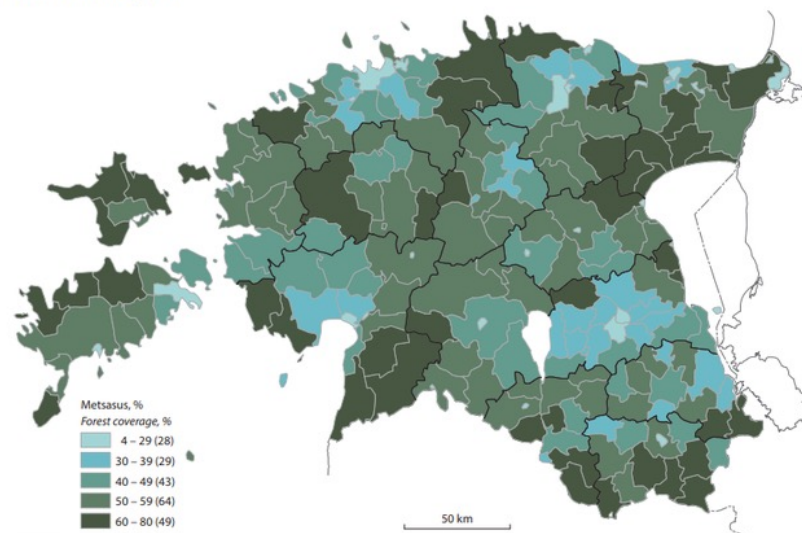 Metsasus, %
Forest coverage, %
4 – 29 (28)
30 – 39 (29)
40 – 49 (43)
50 – 59 (64)
60 – 80 (49)
50 km